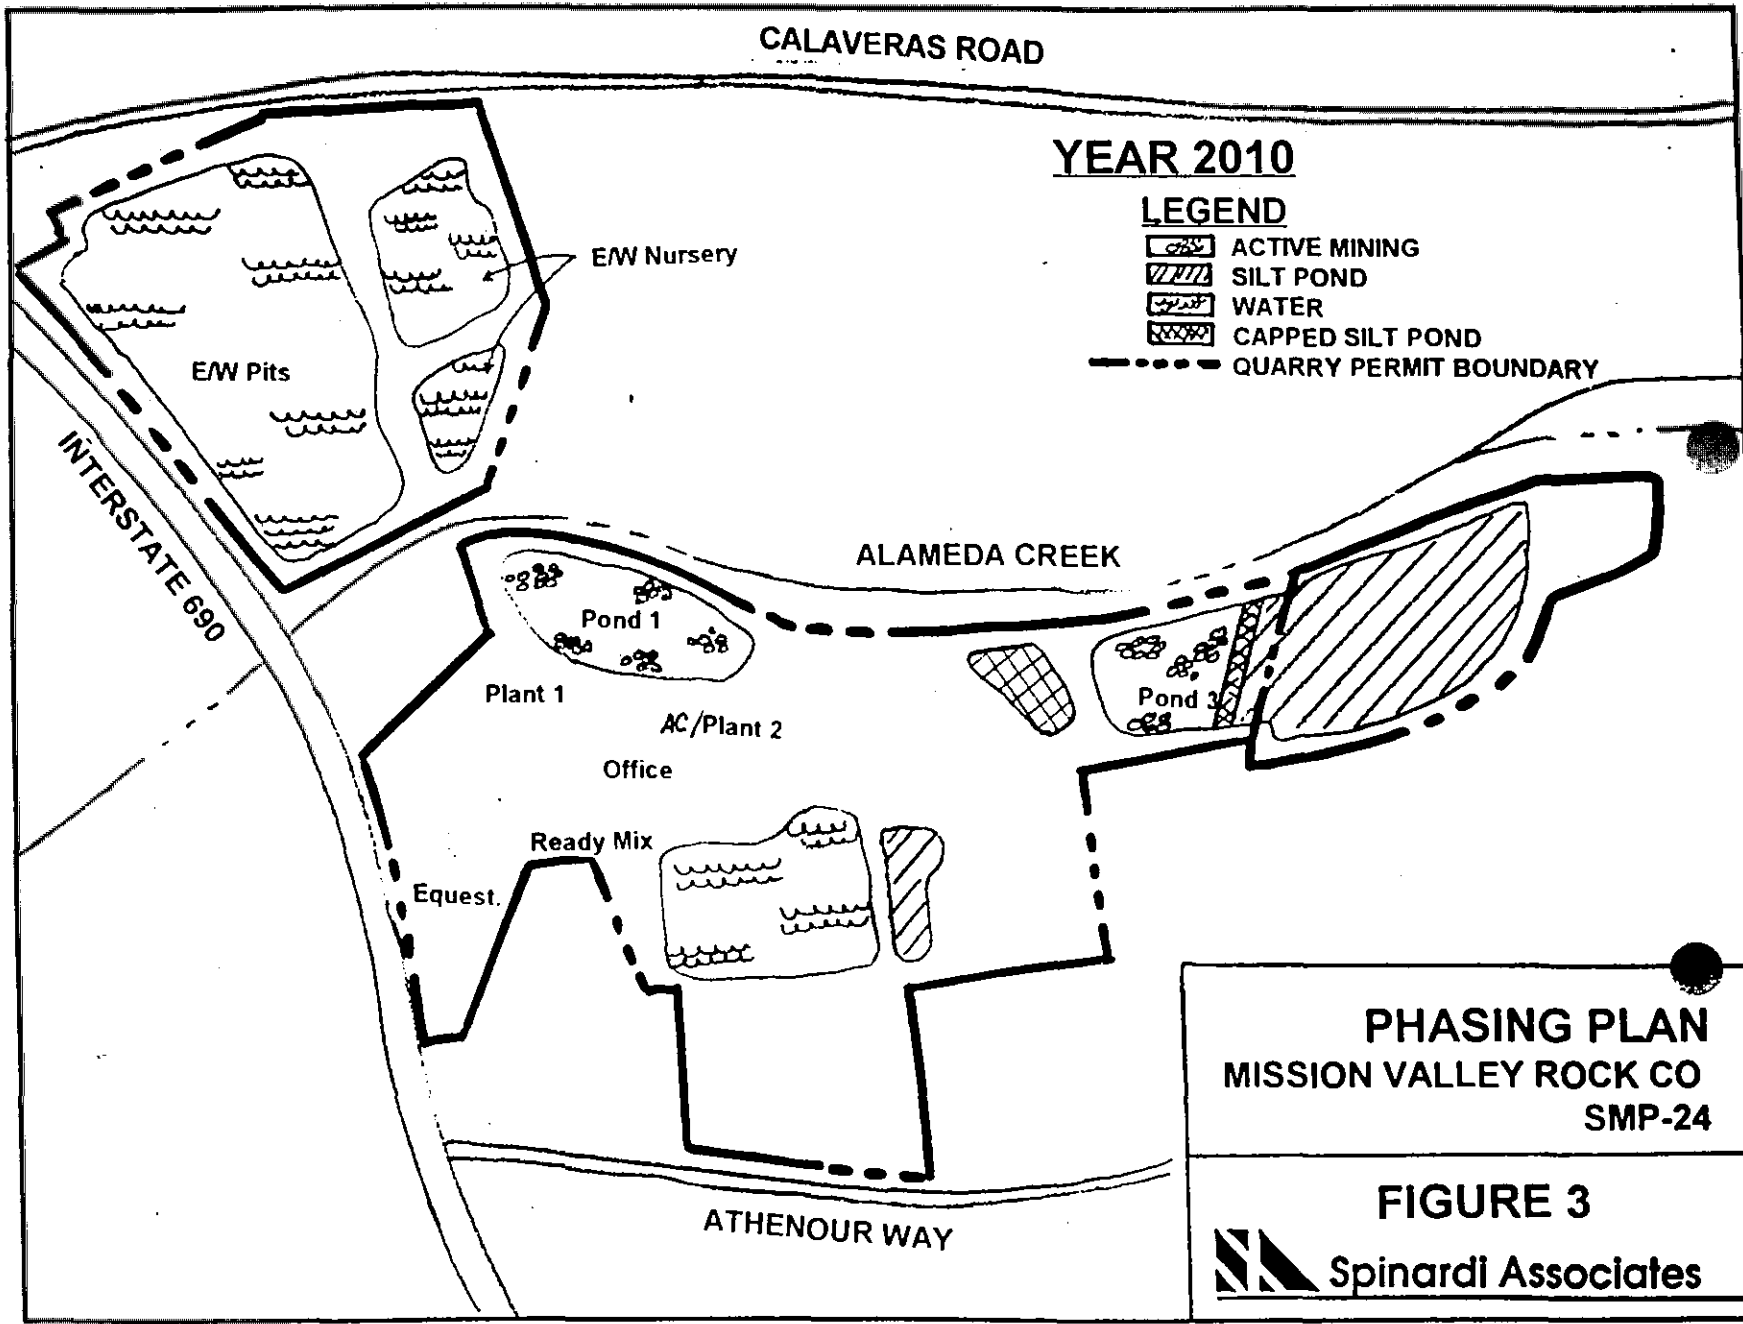 CALAVERAS ROAD
YEAR 2010
LEGEND
ACTIVE MINING
SILT POND
WATER
CAPPED SILT POND
QUARRY PERMIT BOUNDARY
E/W Nursery
E/W Pits
INTERSTATE 690
ALAMEDA CREEK
Pond 1
Plant 1
Pond 3
AC/Plant 2
Office
Ready Mix
Equest.
ATHENOUR WAY
PHASING PLAN
MISSION VALLEY ROCK CO
SMP-24
FIGURE 3
Spinardi Associates